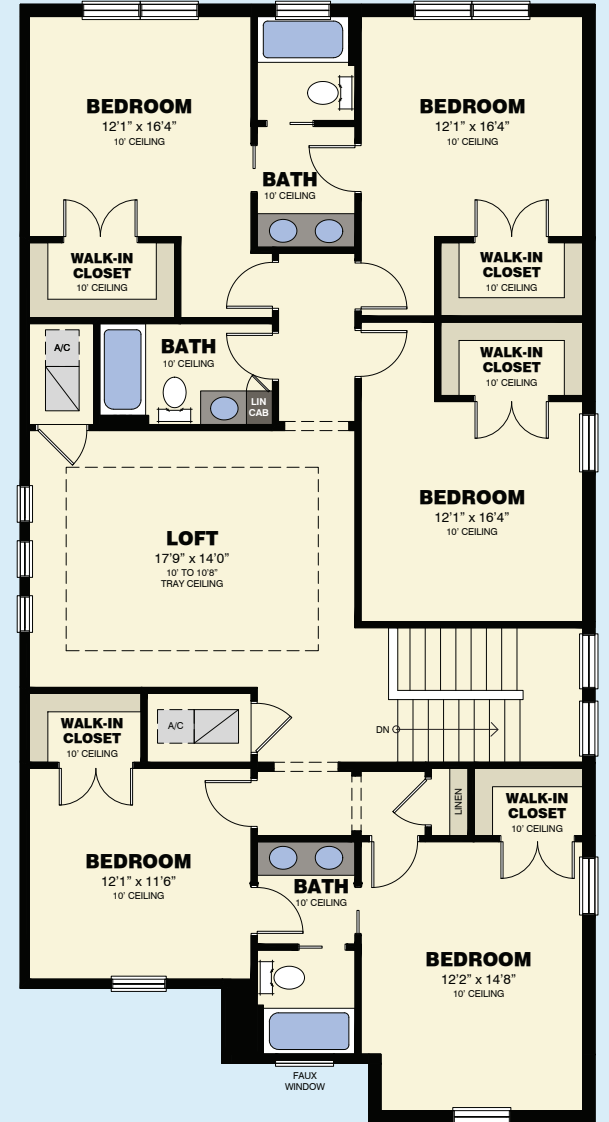 BEDROOM
12'1" x 16'4"
10' CEILING
BEDROOM
12'1" x 16'4"
10' CEILING
BATH
10' CEILING
WALK-IN
CLOSET
10' CEILING
WALK-IN
CLOSET
10' CEILING
A/C
BATH
10' CEILING
LIN
CAB
WALK-IN
CLOSET
10' CEILING
BEDROOM
12'1" x 16'4"
10' CEILING
LOFT
17'9" x 14'0"
10' TO 10'8"
TRAY CEILING
WALK-IN
CLOSET
10' CEILING
A/C
DN
LINEN
WALK-IN
CLOSET
10' CEILING
BEDROOM
12'1" x 11'6"
10' CEILING
BATH
10' CEILING
BEDROOM
12'2" x 14'8"
10' CEILING
FAUX
WINDOW